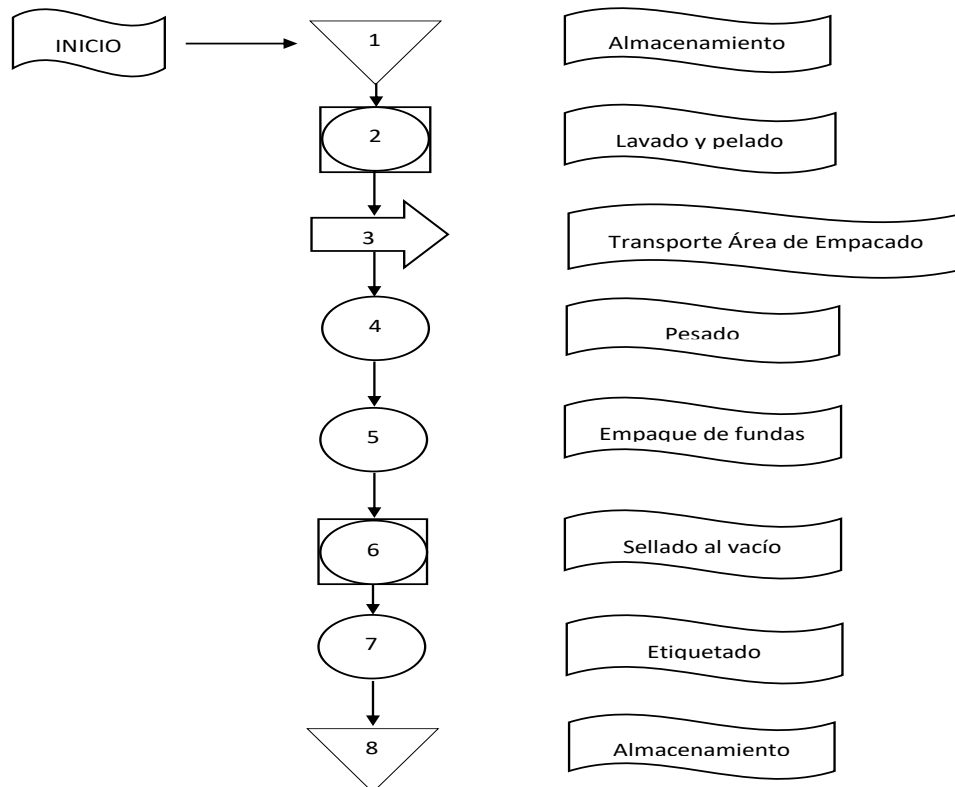 INICIO
1
Almacenamiento
2
Lavado y pelado
3
Transporte Área de Empacado
4
Pesado
5
Empaque de fundas
6
Sellado al vacío
7
Etiquetado
8
Almacenamiento